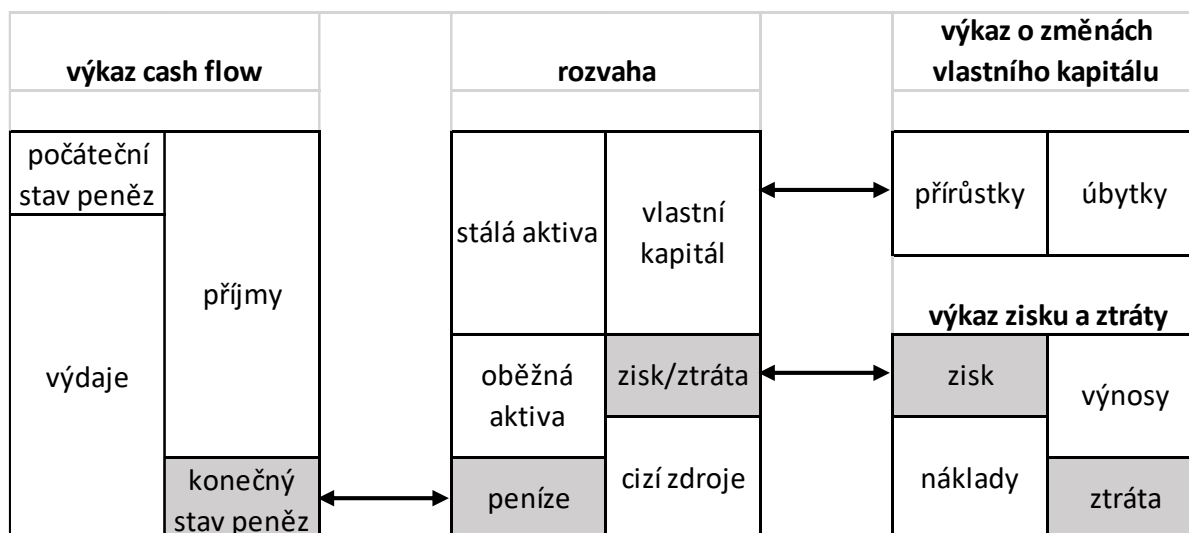 výkaz cash flow
rozvaha
výkaz o změnách
vlastního kapitálu
počáteční
stav peněz
výdaje
příjmy
konečný
stav peněz
stálá aktiva
oběžná
aktiva
peníze
vlastní
kapitál
zisk/ztráta
cizí zdroje
přírůstky
úbytky
výkaz zisku a ztráty
zisk
náklady
výnosy
ztráta